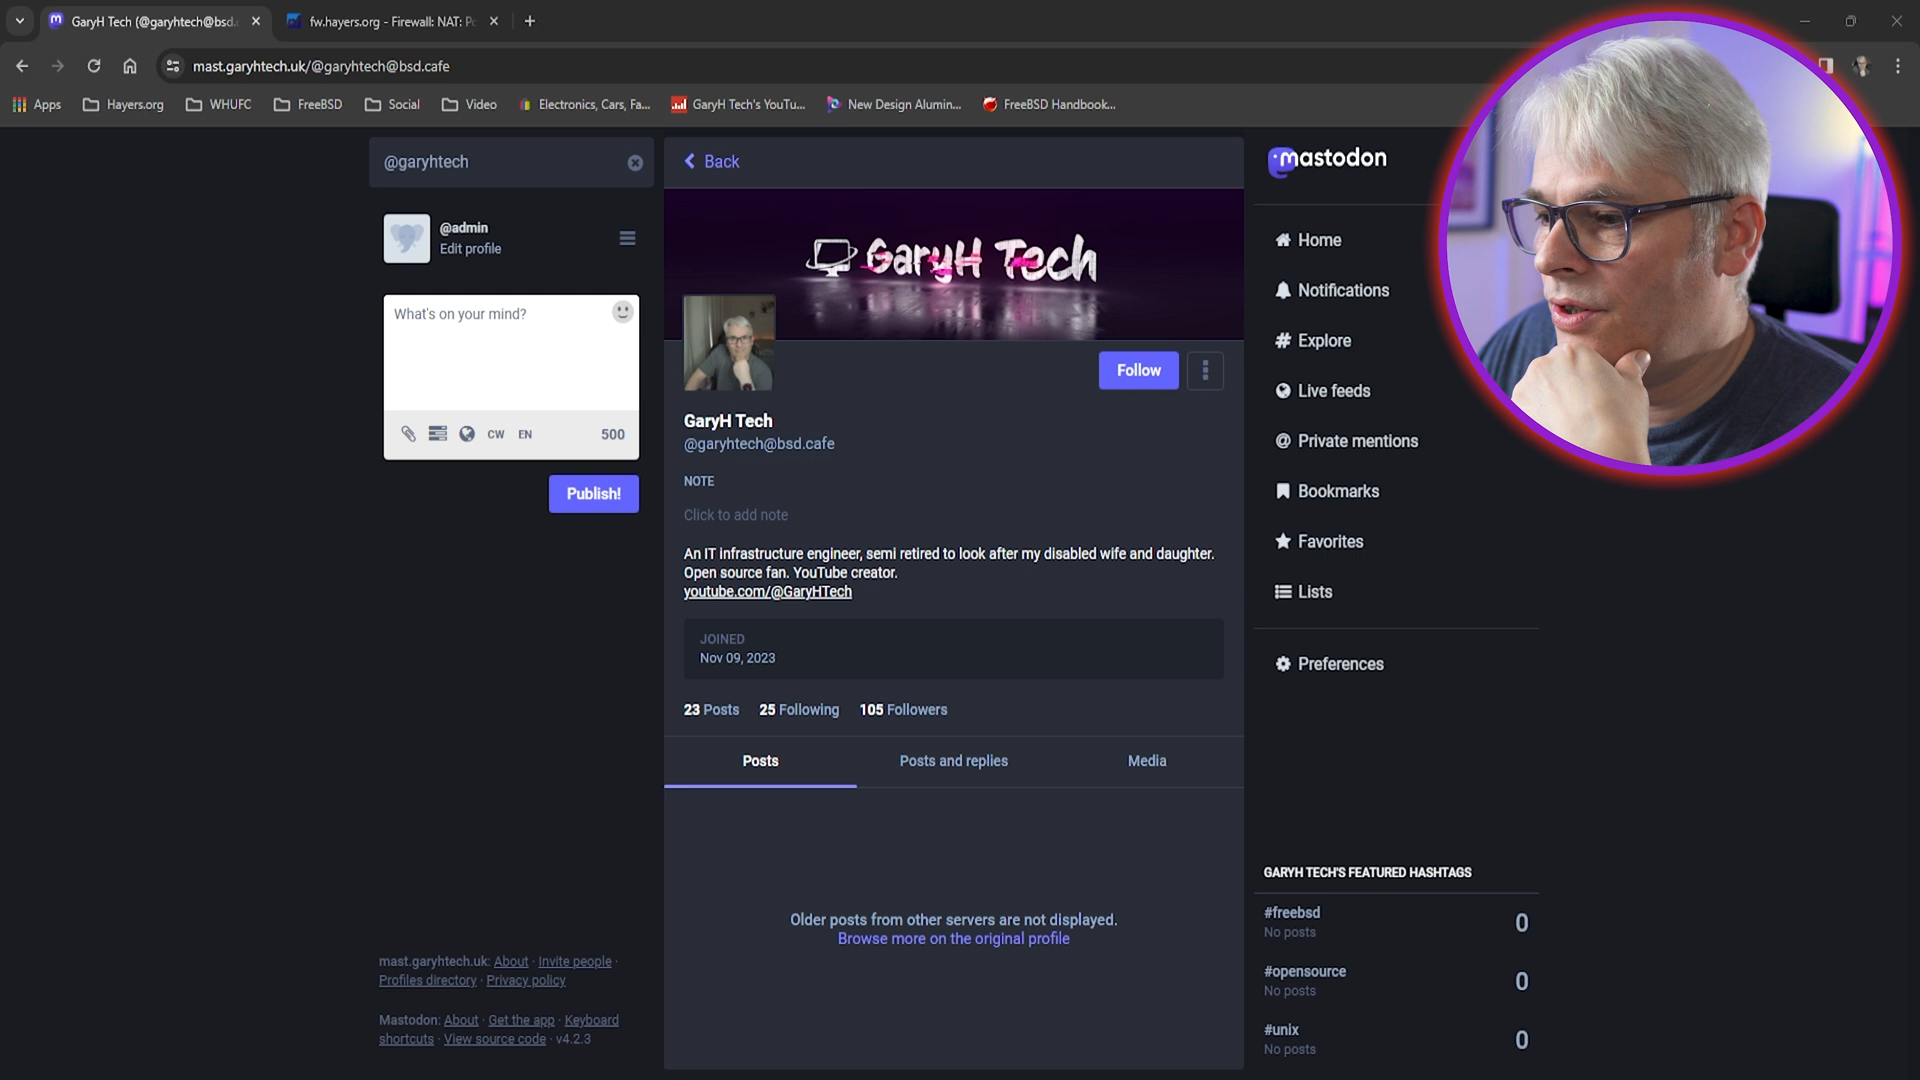 GaryH Tech (@garyhtech@bsd.
fw.hayers.org - Firewall: NAT: Po
mast.garyhtech.uk/@garyhtech@bsd.cafe
Apps
Hayers.org
WHUFC
FreeBSD
Social
Video
Electronics, Cars, Fa...
GaryH Tech's YouTu...
New Design Alumin...
FreeBSD Handbook...
@garyhtech
@admin
Edit profile
What's on your mind?
CW EN 500
Publish!
Back
GaryH Tech
Follow
GaryH Tech
@garyhtech@bsd.cafe
NOTE
Click to add note
An IT infrastructure engineer, semi retired to look after my disabled wife and daughter.
Open source fan. YouTube creator.
youtube.com/@GaryHTech
JOINED
Nov 09, 2023
23 Posts 25 Following 105 Followers
Posts
Posts and replies
Media
Older posts from other servers are not displayed.
Browse more on the original profile
mastodon
Home
Notifications
Explore
Live feeds
Private mentions
Bookmarks
Favorites
Lists
Preferences
GARYH TECH'S FEATURED HASHTAGS
#freebsd
No posts
0
#opensource
No posts
0
#unix
No posts
0
mast.garyhtech.uk: About · Invite people ·
Profiles directory · Privacy policy
Mastodon: About · Get the app · Keyboard
shortcuts · View source code · v4.2.3